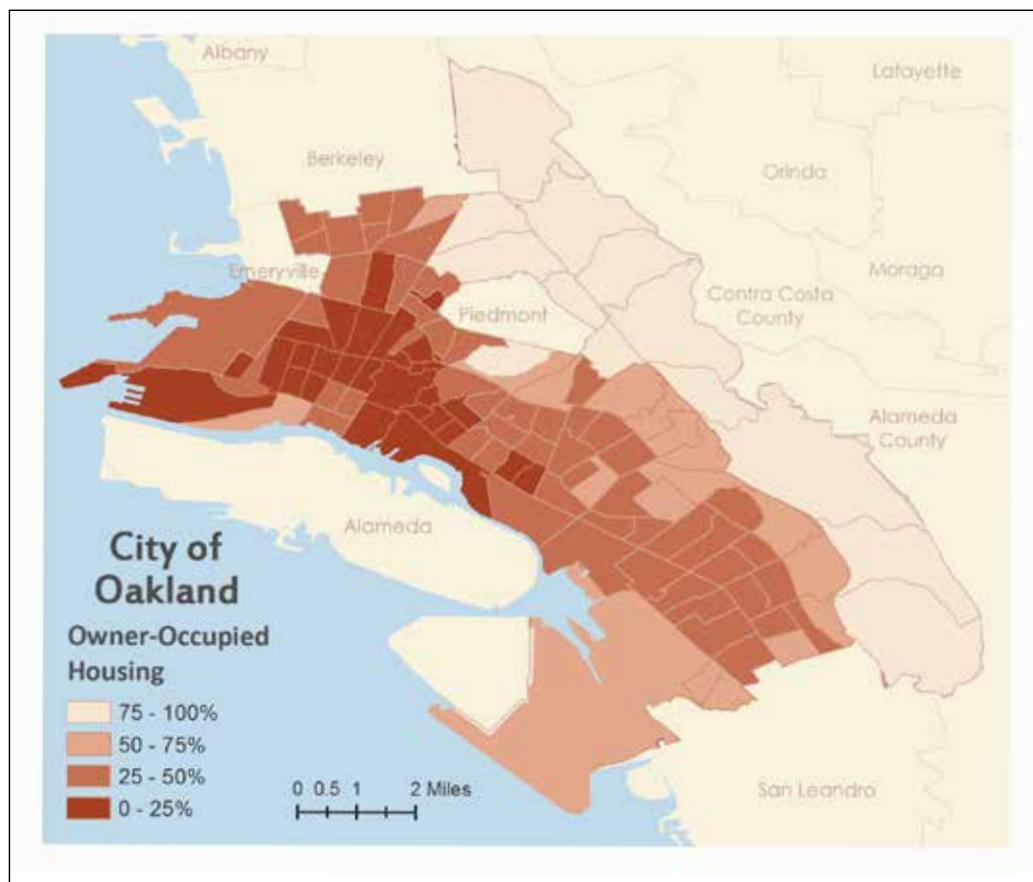 Albany
Lafayette
Berkeley
Orinda
Emeryville
Moraga
Piedmont
Contra Costa
County
Alameda
County
Alameda
City of
Oakland
Owner-Occupied
Housing
75 - 100%
50 - 75%
25 - 50%
0 - 25%
0 0.5 1 2 Miles
San Leandro